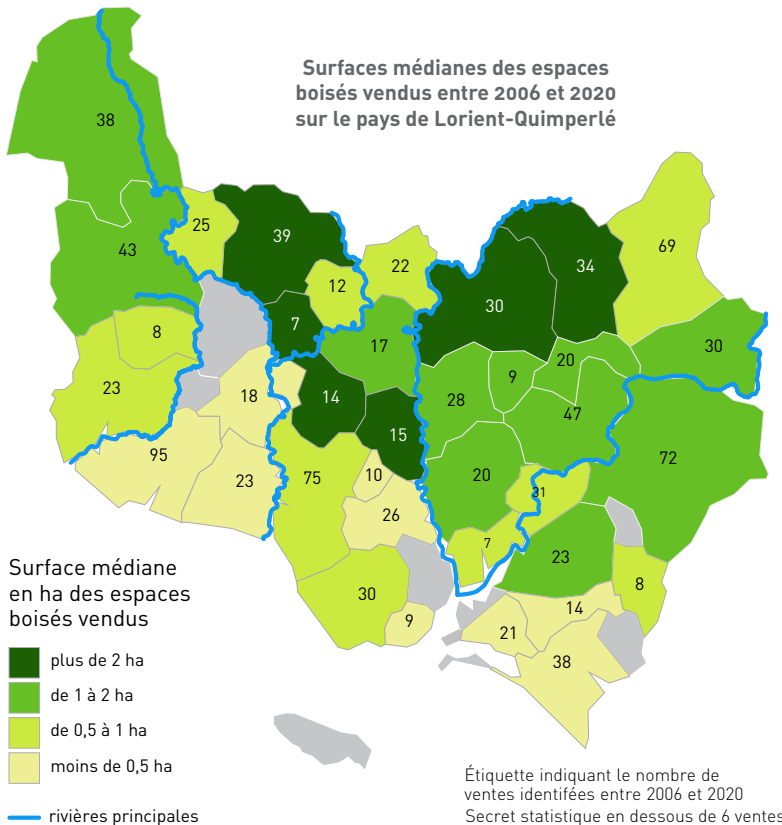 Surfaces médianes des espaces
boisés vendus entre 2006 et 2020
sur le pays de Lorient-Quimperlé
38
43
25
39
12
22
7
8
23
17
30
34
69
30
20
9
28
47
14
15
18
95
23
75
10
26
20
31
7
72
23
8
30
9
14
21
38
Surface médiane
en ha des espaces
boisés vendus
plus de 2 ha
de 1 à 2 ha
de 0,5 à 1 ha
moins de 0,5 ha
rivières principales
Étiquette indiquant le nombre de
ventes identifées entre 2006 et 2020
Secret statistique en dessous de 6 ventes